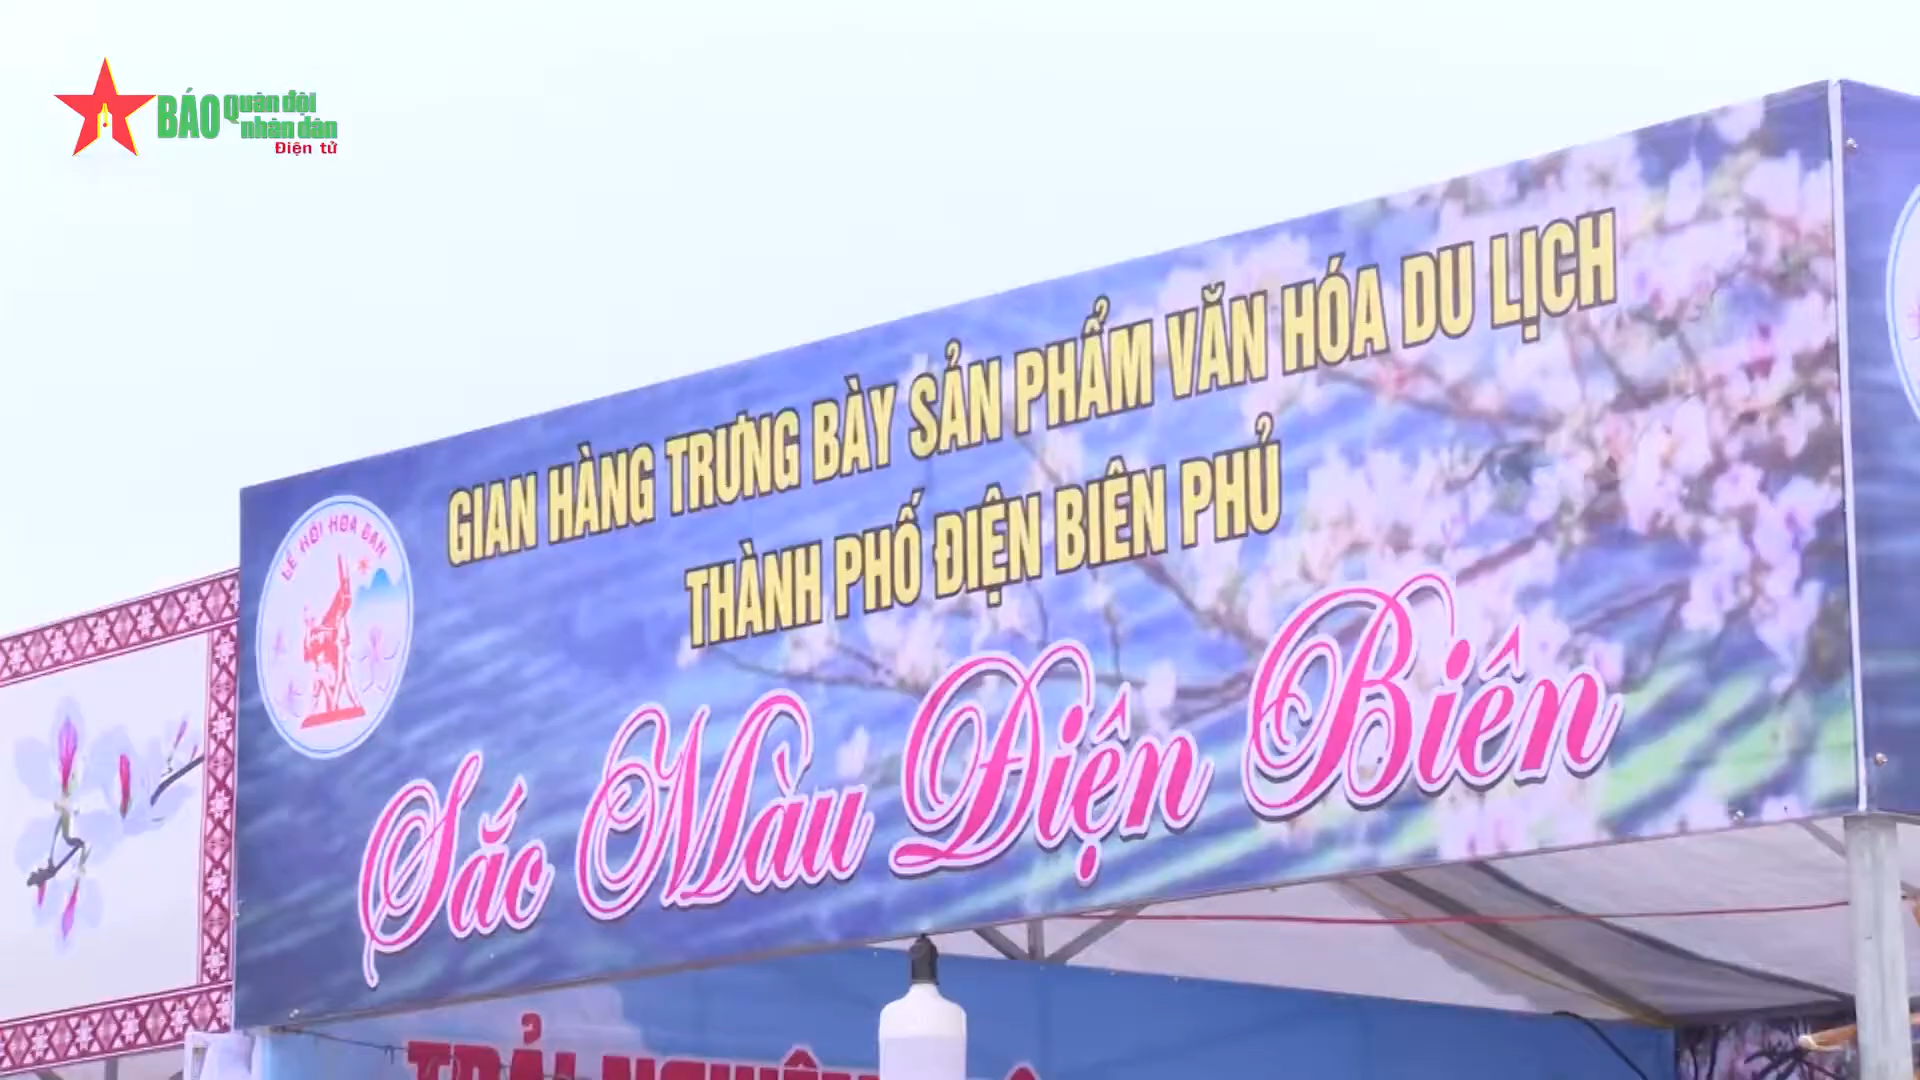 BÁO Quân đội
nhân dân
Điện tử
GIAN HÀNG TRƯNG BÀY SẢN PHẨM VĂN HÓA DU LỊCH
THÀNH PHỐ ĐIỆN BIÊN PHỦ
LỄ HỘI HOA BAN
Sắc Màu Điện Biên
TRẢI